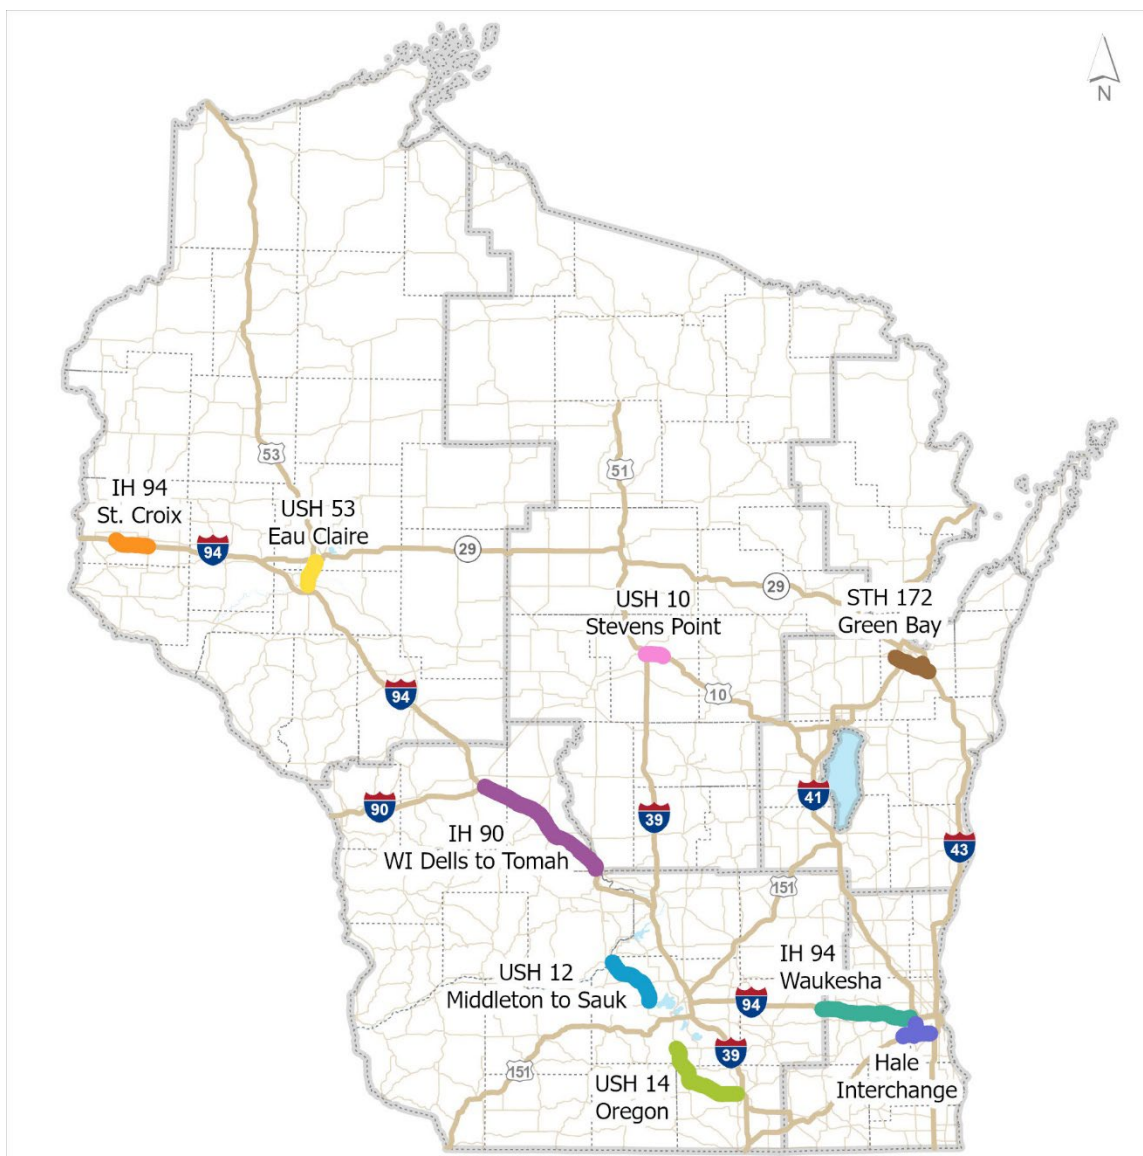 N
53
51
IH 94
St. Croix
USH 53
Eau Claire
94
29
29
USH 10
Stevens Point
STH 172
Green Bay
94
10
90
39
41
43
IH 90
WI Dells to Tomah
151
IH 94
Waukesha
USH 12
Middleton to Sauk
94
39
151
Hale
Interchange
USH 14
Oregon